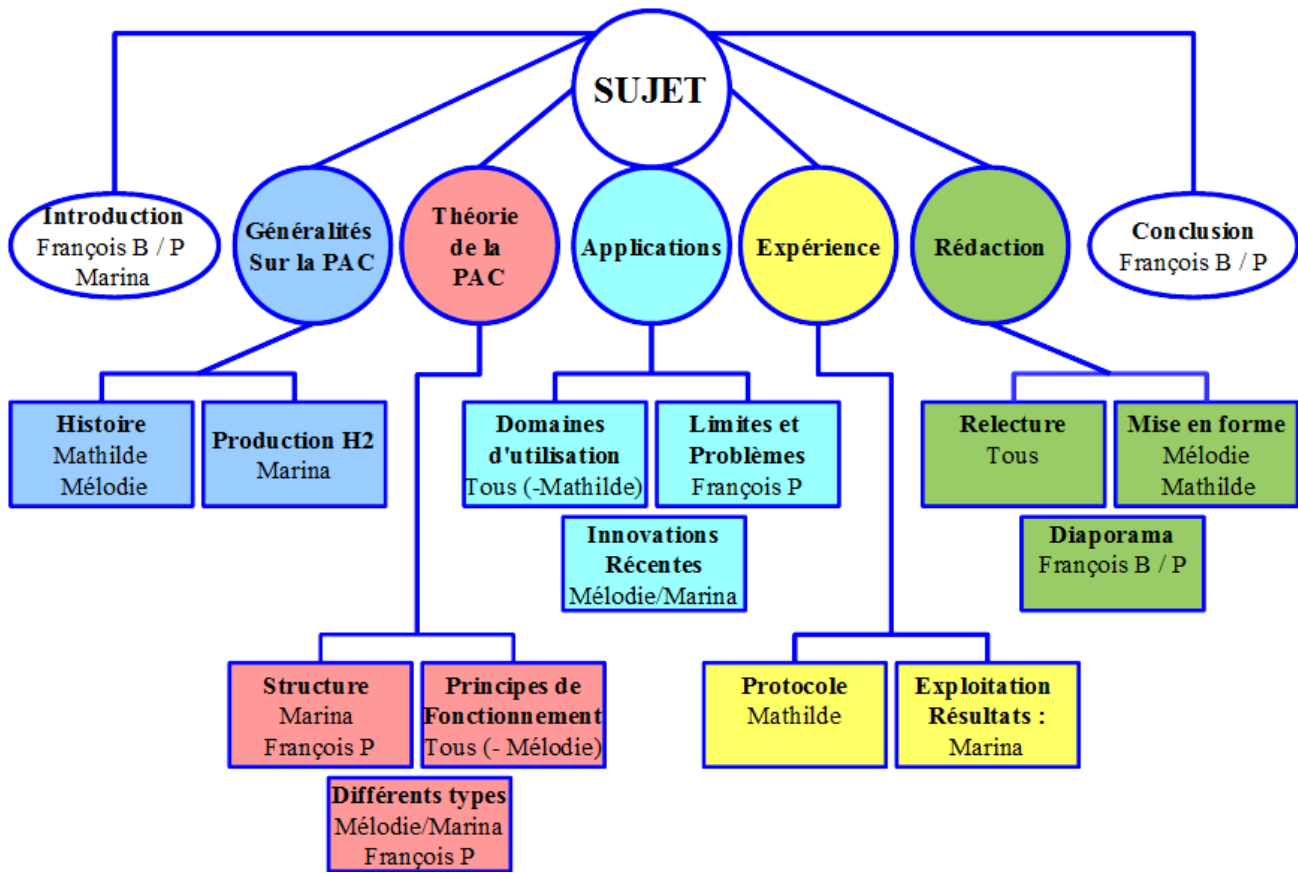 SUJET
Introduction
François B / P
Marina
Généralités
Sur la PAC
Théorie
de la
PAC
Applications
Expérience
Rédaction
Conclusion
François B / P
Histoire
Mathilde
Mélodie
Production H2
Marina
Domaines
d'utilisation
Tous (-Mathilde)
Limites et
Problèmes
François P
Innovations
Récentes
Mélodie/Marina
Relecture
Tous
Mise en forme
Mélodie
Mathilde
Diaporama
François B / P
Structure
Marina
François P
Principes de
Fonctionnement
Tous (- Mélodie)
Différents types
Mélodie/Marina
François P
Protocole
Mathilde
Exploitation
Résultats :
Marina